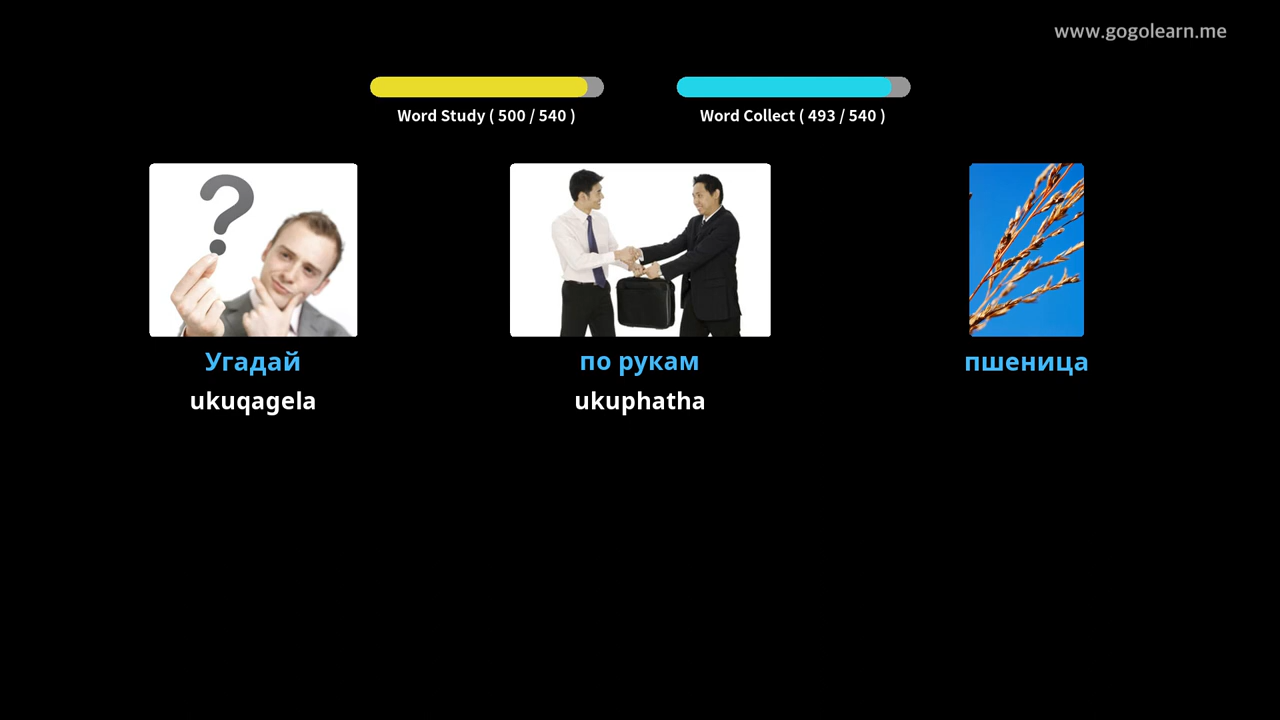 www.gogolearn.me
Word Study ( 500 / 540 )
Word Collect ( 493 / 540 )
?
Угадай
ukuqagela
по рукам
ukuphatha
пшеница